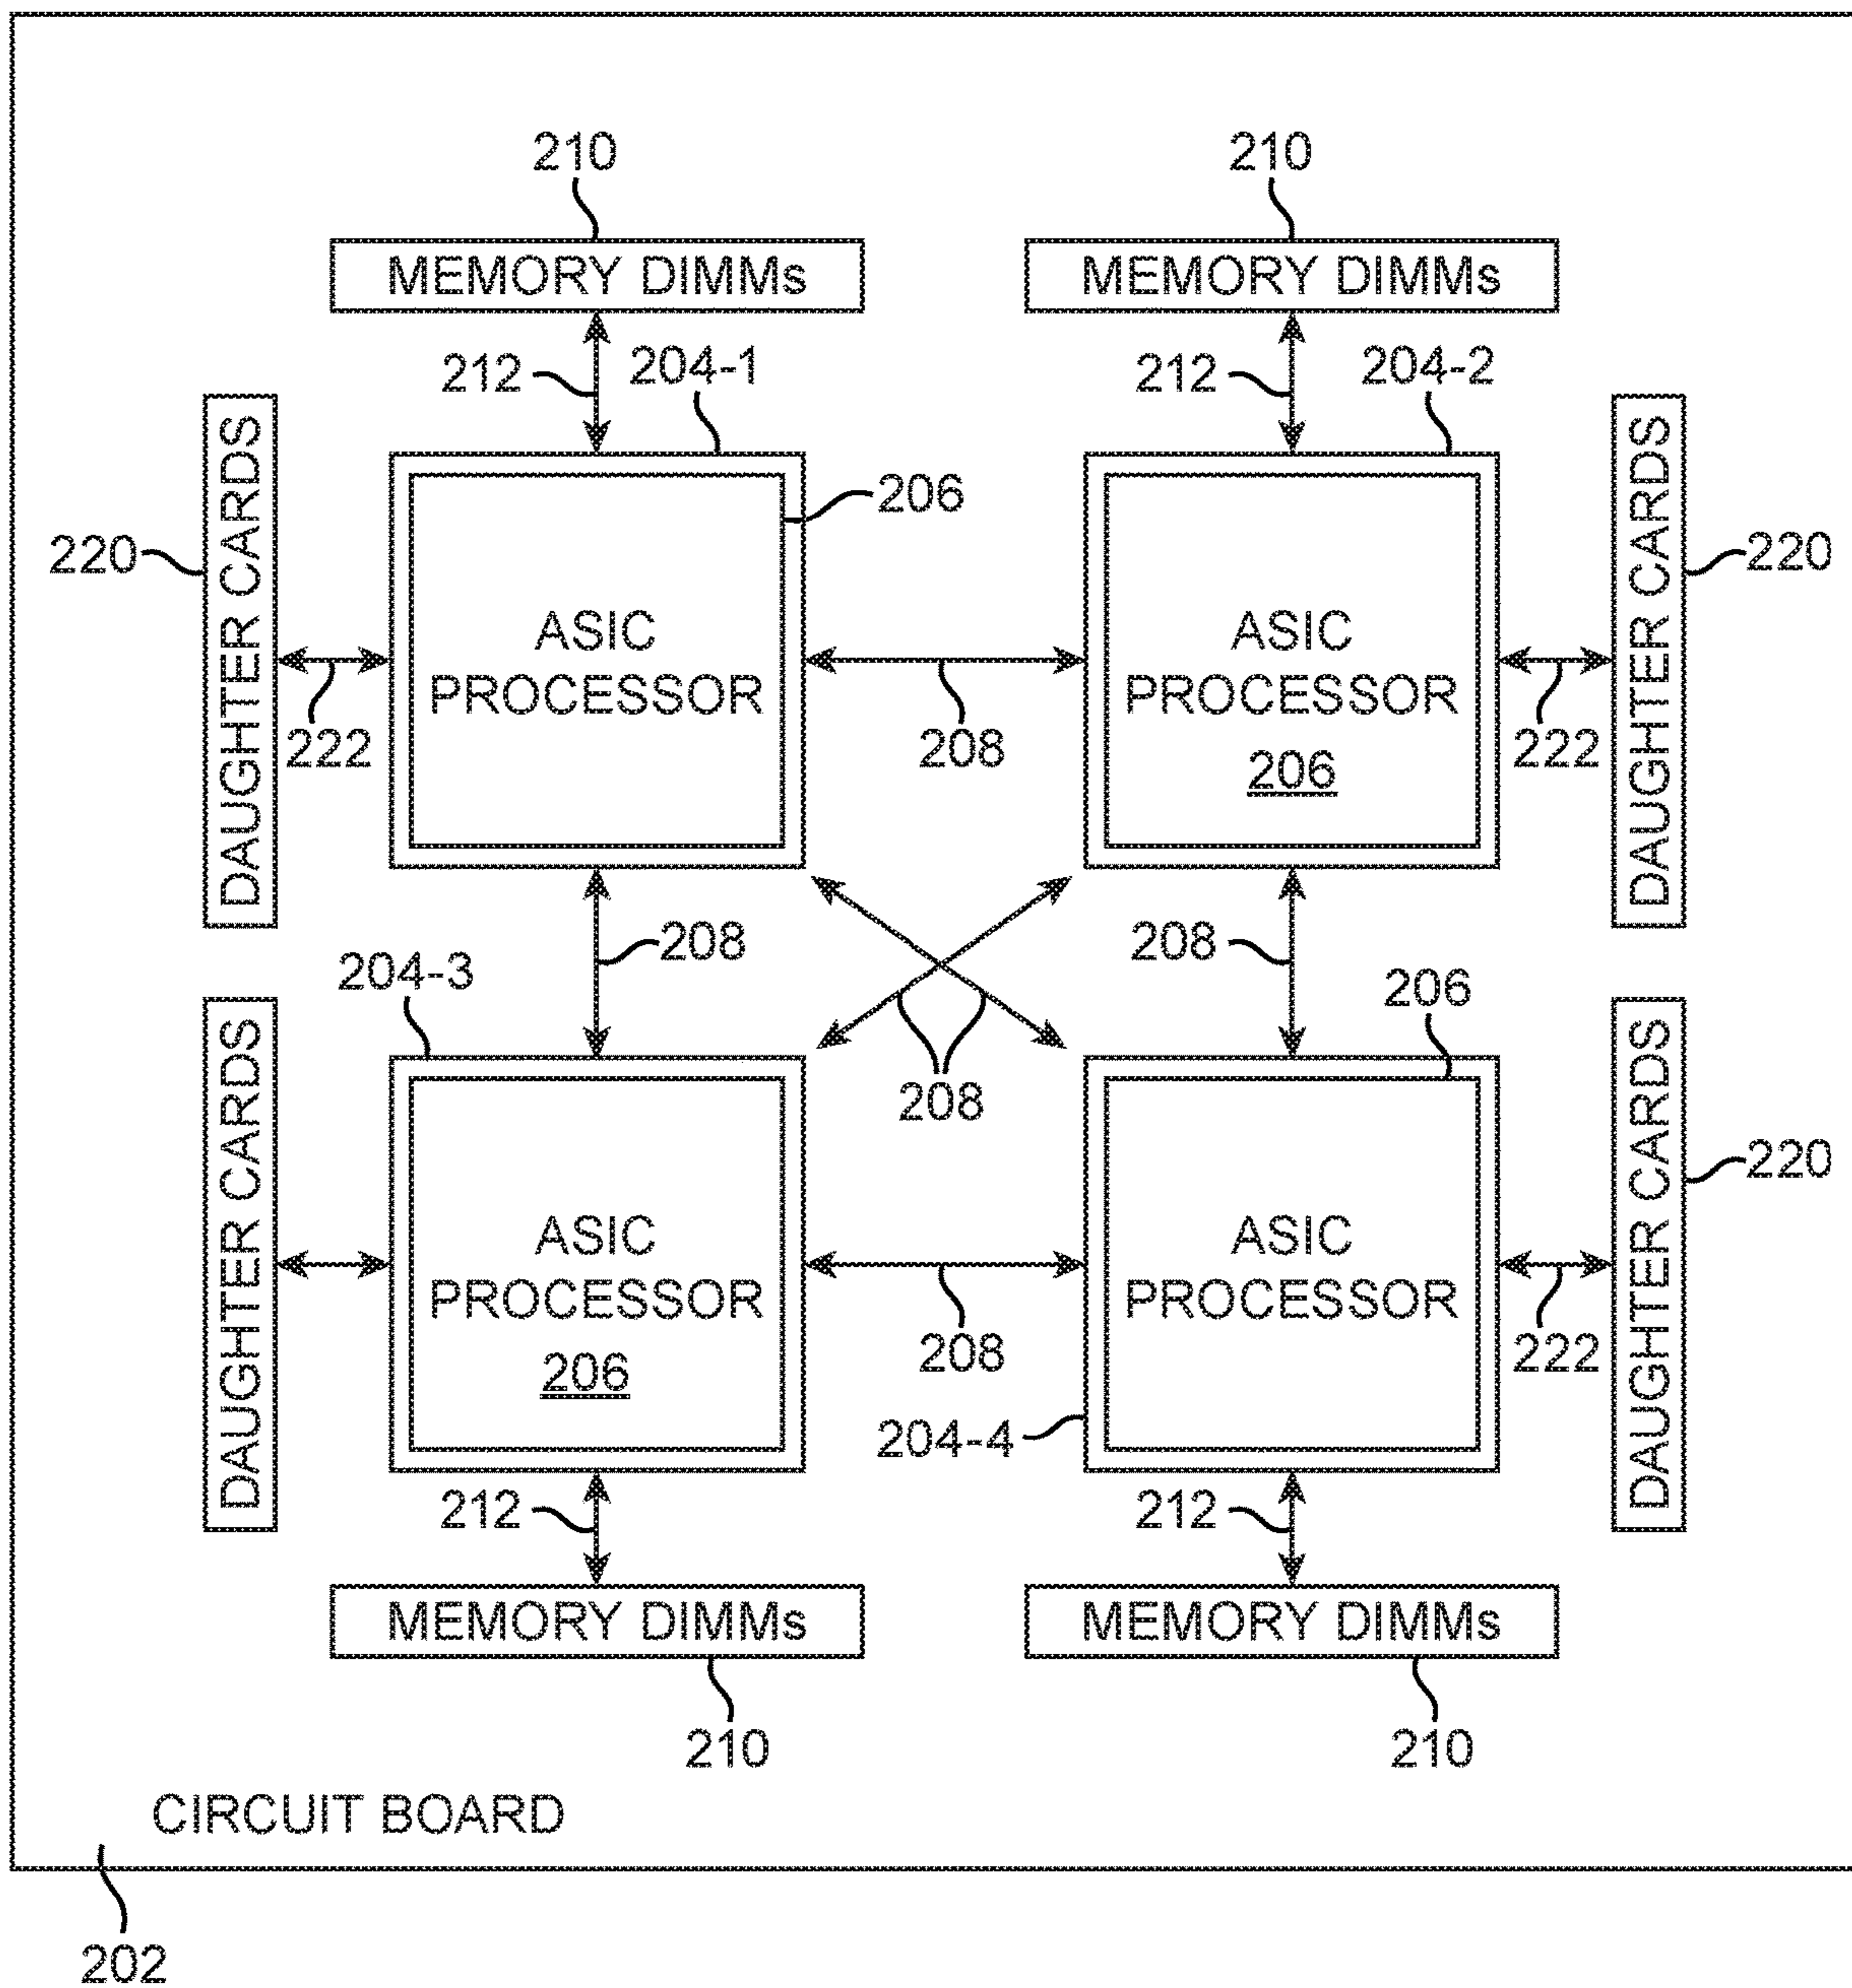 210
210
MEMORY DIMMs
MEMORY DIMMs
212
204-1
212
204-2
DAUGHTER CARDS
220
206
ASIC
PROCESSOR
222
208
ASIC
PROCESSOR
206
222
DAUGHTER CARDS
220
208
208
208
204-3
206
DAUGHTER CARDS
ASIC
PROCESSOR
206
208
ASIC
PROCESSOR
204-4
222
DAUGHTER CARDS
220
212
212
MEMORY DIMMs
MEMORY DIMMs
210
210
CIRCUIT BOARD
202